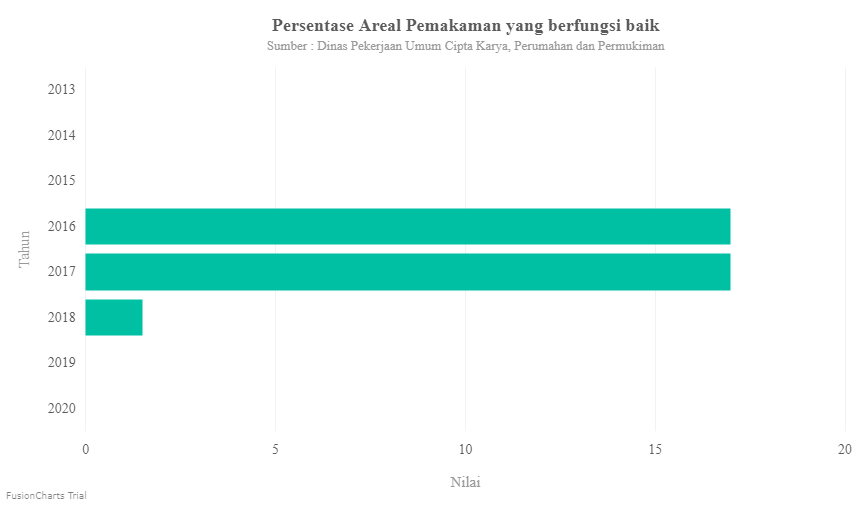 Persentase Areal Pemakaman yang berfungsi baik
Sumber : Dinas Pekerjaan Umum Cipta Karya, Perumahan dan Permukiman
Tahun
2013
2014
2015
2016
2017
2018
2019
2020
0 5 10 15 20
Nilai
FusionCharts Trial